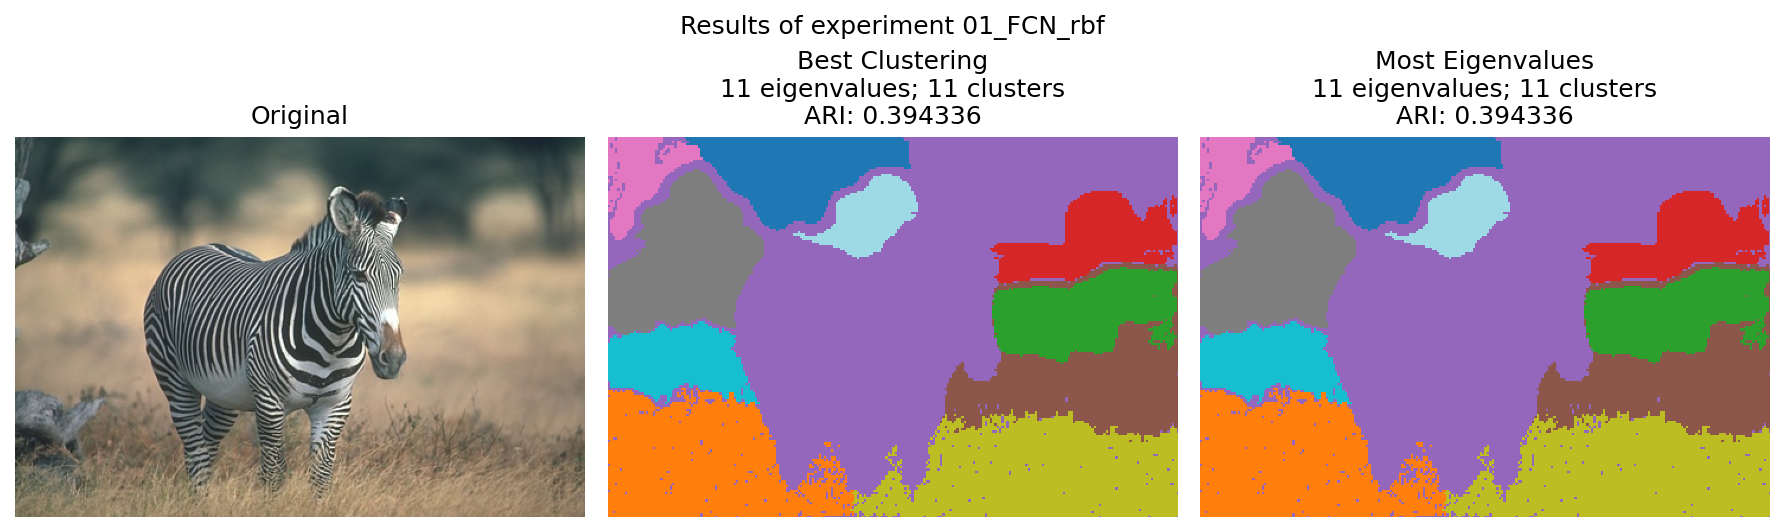 Results of experiment 01_FCN_rbf
Original
Best Clustering
11 eigenvalues; 11 clusters
ARI: 0.394336
Most Eigenvalues
11 eigenvalues; 11 clusters
ARI: 0.394336